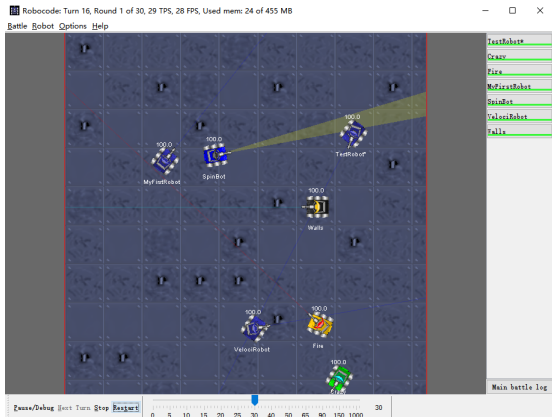 Robocode: Turn 16, Round 1 of 30, 29 TPS, 28 FPS, Used mem: 24 of 455 MB
Battle Robot Options Help
TestRobot*
Crazy
Fire
MyFirstRobot
SpinBot
VelociRobot
Walls
100.0
TestRobot*
100.0
SpinBot
100.0
MyFirstRobot
100.0
Walls
100.0
VelociRobot
100.0
Fire
100.0
Main battle log
Pause/Debug Next Turn Stop Restart
0 5 10 15 20 25 30 40 50 65 90 150 1000
30